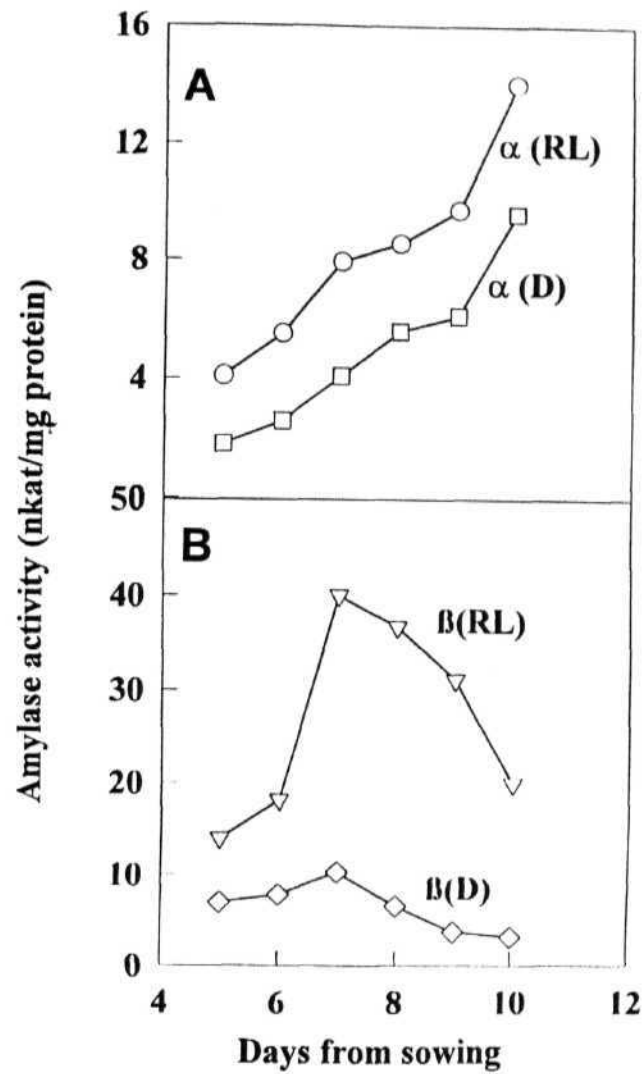 16
A
12
α (RL)
8
α (D)
4
Amylase activity (nkat/mg protein)
50
B
40
ß(RL)
30
20
10
ß(D)
0
4 6 8 10 12
Days from sowing